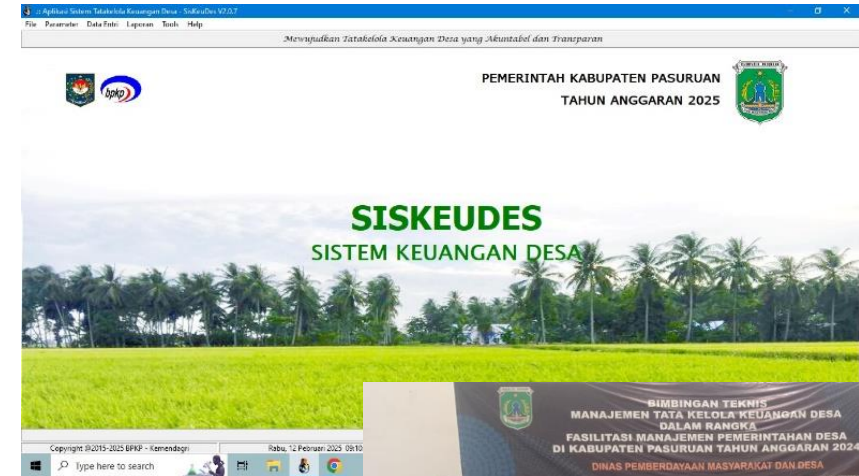 :: Aplikasi Sistem Tatakelola Keuangan Desa - SisKeuDes V2.0.7
File Parameter Data Entri Laporan Tools Help
Mewujudkan Tatakelola Keuangan Desa yang Akuntabel dan Transparan
bpkp
PEMERINTAH KABUPATEN PASURUAN
TAHUN ANGGARAN 2025
SISKEUDES
SISTEM KEUANGAN DESA
Copyright @2015-2025 BPKP - Kemendagri
Rabu, 12 Pebruari 2025 09:10
Type here to search
BIMBINGAN TEKNIS
MANAJEMEN TATA KELOLA KEUANGAN DESA
DALAM RANGKA
FASILITASI MANAJEMEN PEMERINTAHAN DESA
DI KABUPATEN PASURUAN TAHUN ANGGARAN 2024
DINAS PEMBERDAYAAN MASYARAKAT DAN DESA